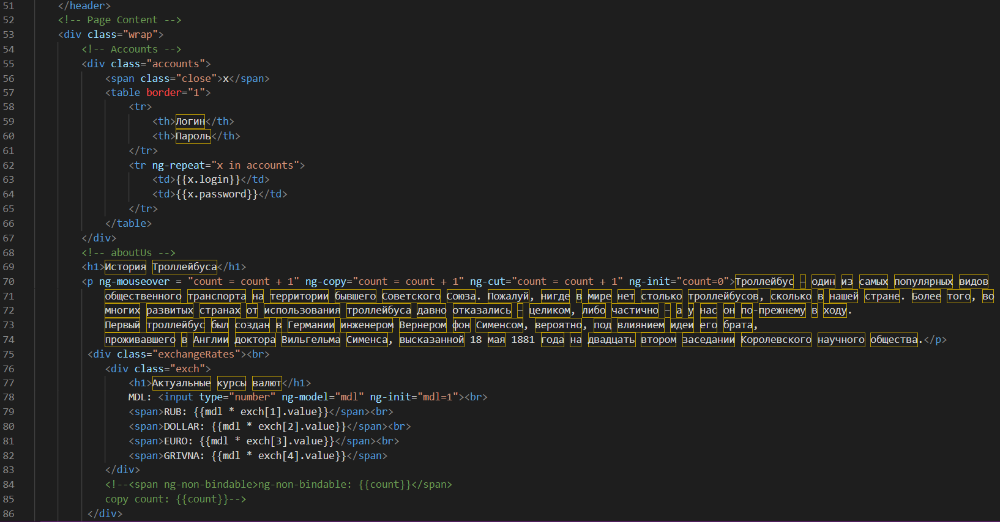 51 </header>
52 <!-- Page Content -->
53 <div class="wrap">
54 <!-- Accounts -->
55 <div class="accounts">
56 <span class="close">x</span>
57 <table border="1">
58 <tr>
59 <th>Логин</th>
60 <th>Пароль</th>
61 </tr>
62 <tr ng-repeat="x in accounts">
63 <td>{{x.login}}</td>
64 <td>{{x.password}}</td>
65 </tr>
66 </table>
67 </div>
68 <!-- aboutUs -->
69 <h1>История Троллейбуса</h1>
70 <p ng-mouseover = "count = count + 1" ng-copy="count = count + 1" ng-cut="count = count + 1" ng-init="count=0">Троллейбус – один из самых популярных видов
71 общественного транспорта на территории бывшего Советского Союза. Пожалуй, нигде в мире нет столько троллейбусов, сколько в нашей стране. Более того, во
72 многих развитых странах от использования троллейбуса давно отказались – целиком, либо частично – а у нас он по-прежнему в ходу.
73 Первый троллейбус был создан в Германии инженером Вернером фон Сименсом, вероятно, под влиянием идеи его брата,
74 проживавшего в Англии доктора Вильгельма Сименса, высказанной 18 мая 1881 года на двадцать втором заседании Королевского научного общества.</p>
75 <div class="exchangeRates"><br>
76 <div class="exch">
77 <h1>Актуальные курсы валют</h1>
78 MDL: <input type="number" ng-model="mdl" ng-init="mdl=1"><br>
79 <span>RUB: {{mdl * exch[1].value}}</span><br>
80 <span>DOLLAR: {{mdl * exch[2].value}}</span><br>
81 <span>EURO: {{mdl * exch[3].value}}</span><br>
82 <span>GRIVNA: {{mdl * exch[4].value}}</span>
83 </div>
84 <!--<span ng-non-bindable>ng-non-bindable: {{count}}</span>
85 copy count: {{count}}-->
86 </div>